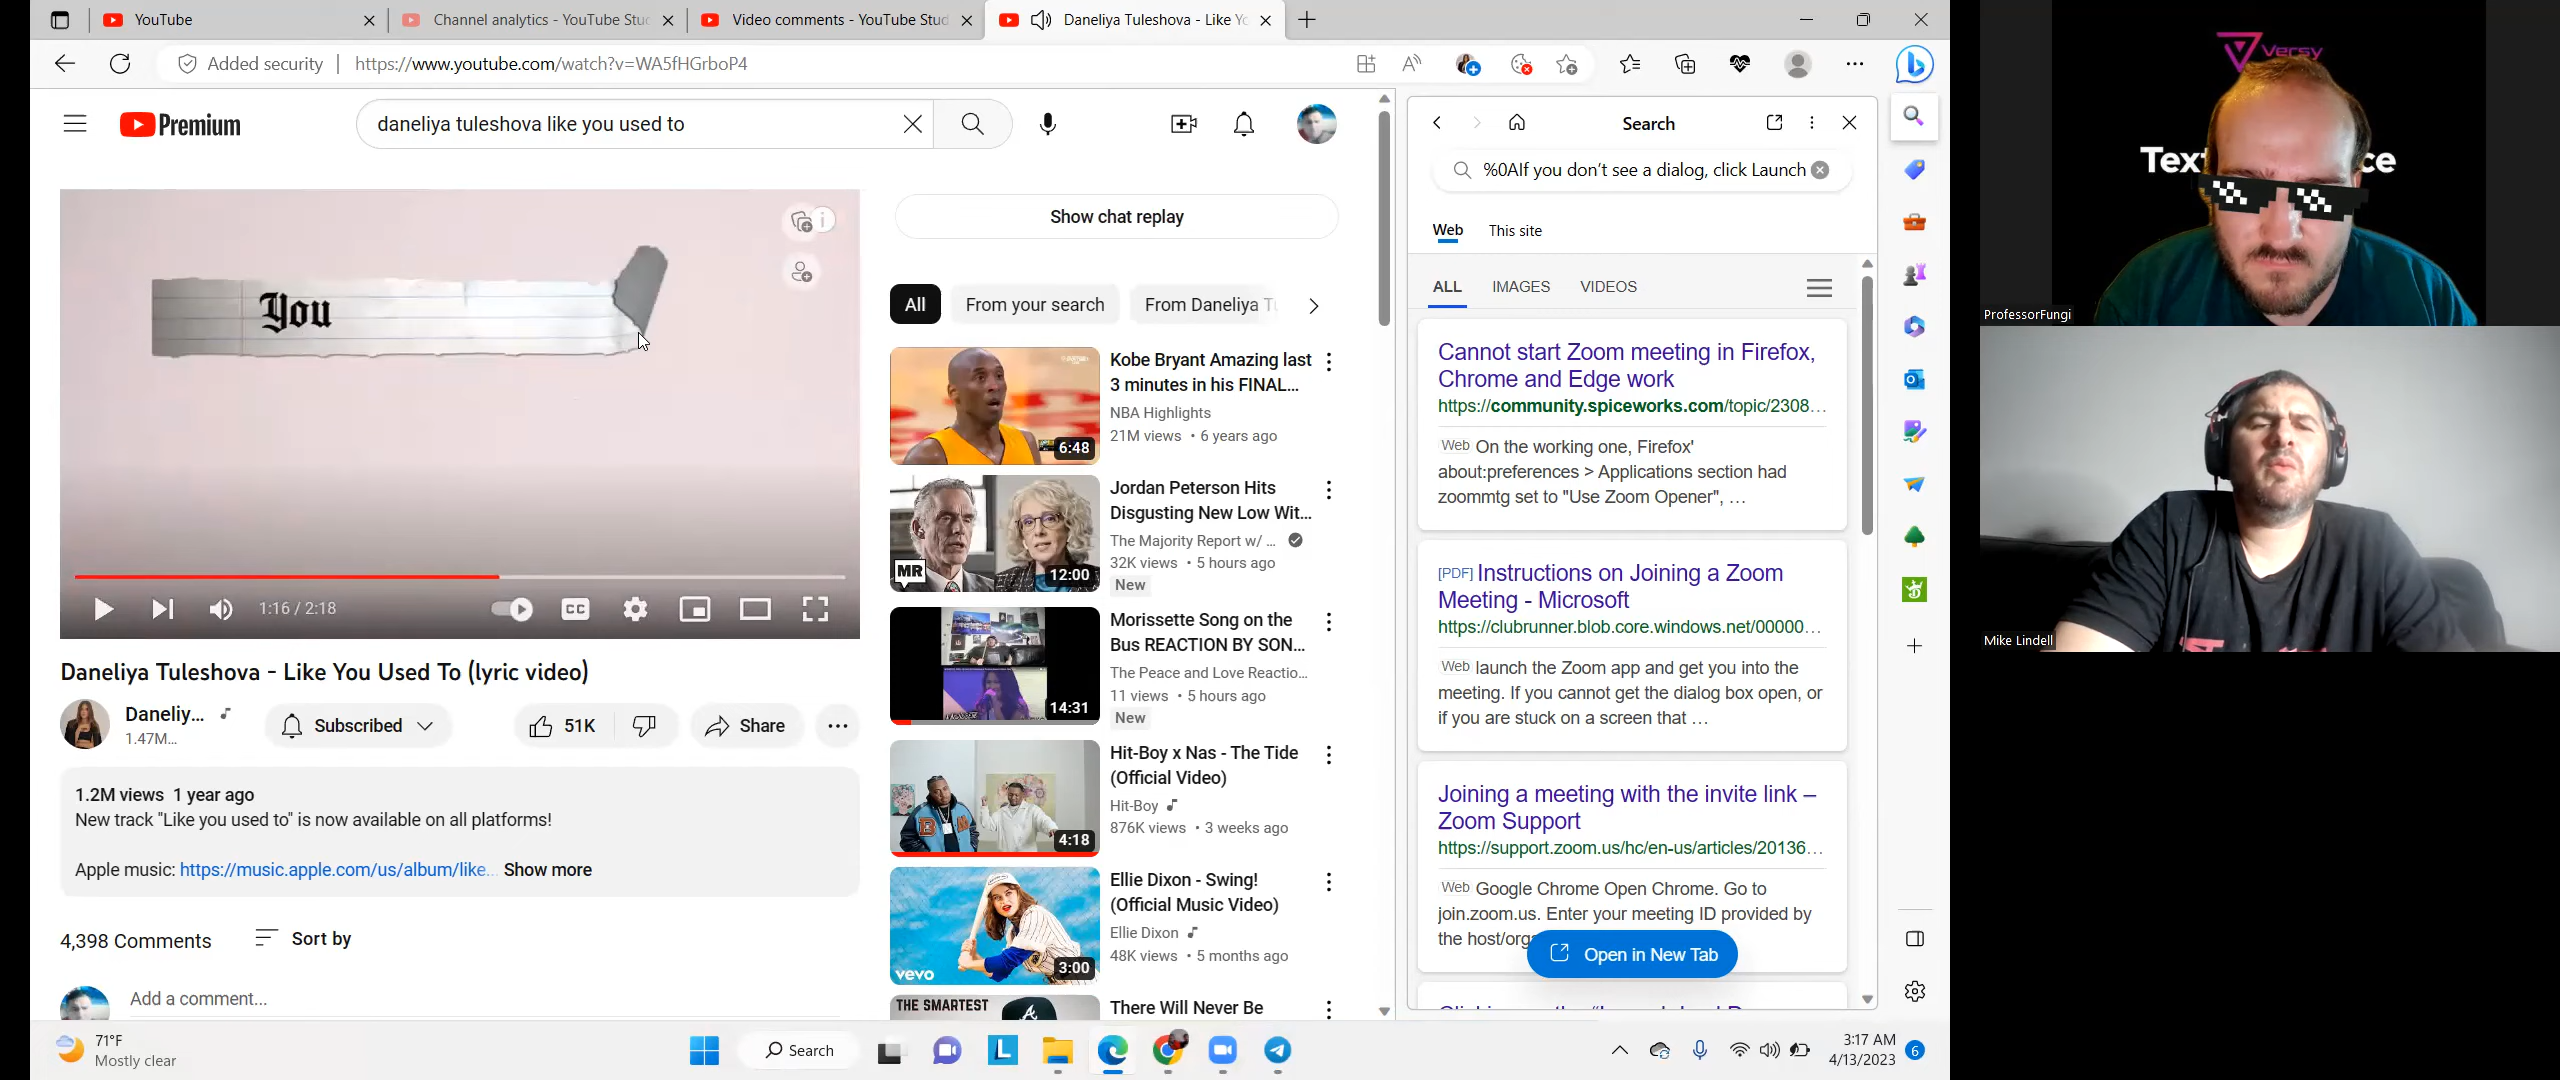 YouTube
Channel analytics - YouTube Stud
Video comments - YouTube Stud
Daneliya Tuleshova - Like Yo
Added security
https://www.youtube.com/watch?v=WA5fHGrboP4
Premium
daneliya tuleshova like you used to
You
1:16 / 2:18
CC
Daneliya Tuleshova - Like You Used To (lyric video)
Daneliy...
1.47M...
Subscribed
51K
Share
1.2M views 1 year ago
New track "Like you used to" is now available on all platforms!
Apple music: https://music.apple.com/us/album/like... Show more
4,398 Comments
Sort by
Add a comment...
Show chat replay
All
From your search
From Daneliya Tu
6:48
Kobe Bryant Amazing last
3 minutes in his FINAL...
NBA Highlights
21M views • 6 years ago
MR
12:00
Jordan Peterson Hits
Disgusting New Low Wit...
The Majority Report w/ ...
32K views • 5 hours ago
New
14:31
Morissette Song on the
Bus REACTION BY SON...
The Peace and Love Reactio...
11 views • 5 hours ago
New
4:18
Hit-Boy x Nas - The Tide
(Official Video)
Hit-Boy
876K views • 3 weeks ago
vevo
3:00
Ellie Dixon - Swing!
(Official Music Video)
Ellie Dixon
48K views • 5 months ago
THE SMARTEST
There Will Never Be
Search
%0AIf you don't see a dialog, click Launch
Web
This site
ALL
IMAGES
VIDEOS
Cannot start Zoom meeting in Firefox,
Chrome and Edge work
https://community.spiceworks.com/topic/2308...
Web On the working one, Firefox'
about:preferences > Applications section had
zoommtg set to "Use Zoom Opener", ...
[PDF] Instructions on Joining a Zoom
Meeting - Microsoft
https://clubrunner.blob.core.windows.net/00000...
Web launch the Zoom app and get you into the
meeting. If you cannot get the dialog box open, or
if you are stuck on a screen that ...
Joining a meeting with the invite link –
Zoom Support
https://support.zoom.us/hc/en-us/articles/20136...
Web Google Chrome Open Chrome. Go to
join.zoom.us. Enter your meeting ID provided by
the host/orga
Open in New Tab
Versy
Text
ce
ProfessorFungi
Mike Lindell
71°F
Mostly clear
Search
L
3:17 AM
4/13/2023
6